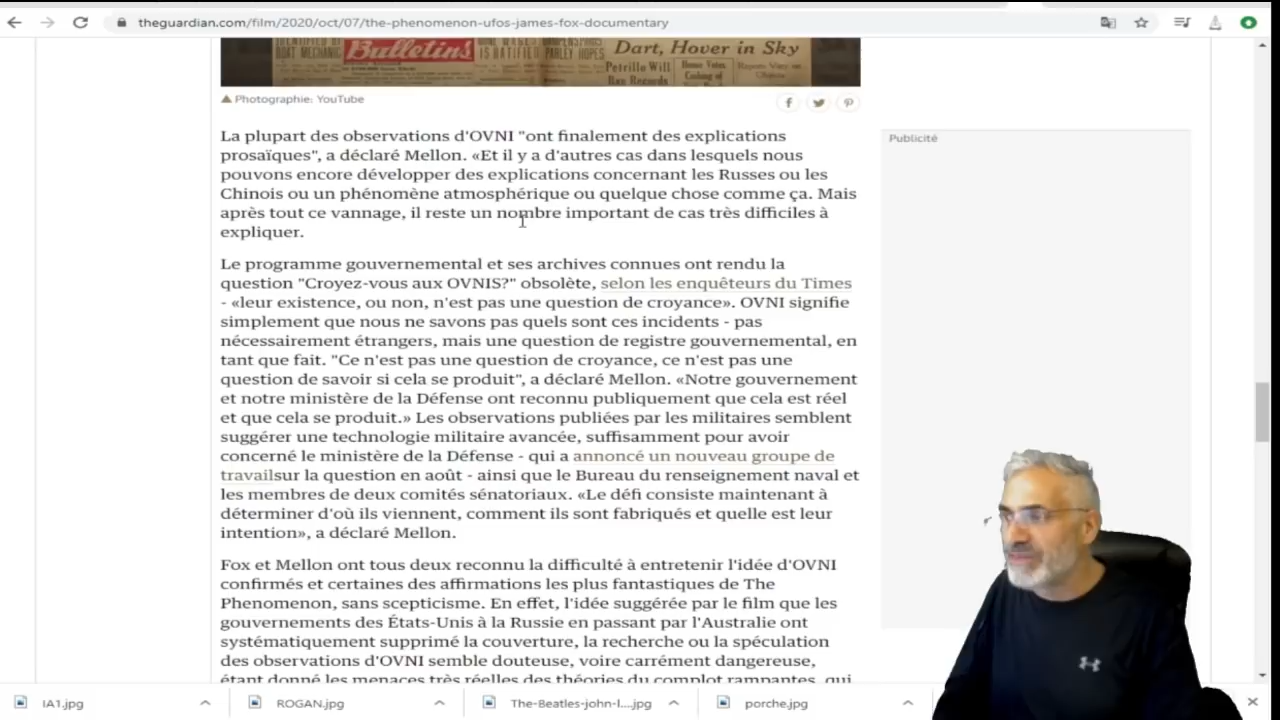 theguardian.com/film/2020/oct/07/the-phenomenon-ufos-james-fox-documentary
Bulletins
IS RATIFIED
PARLEY HOPES
Dart, Hover in Sky
Petrillo Will
Ban Records
▲ Photographie: YouTube
Publicité
La plupart des observations d'OVNI "ont finalement des explications
prosaïques", a déclaré Mellon. «Et il y a d'autres cas dans lesquels nous
pouvons encore développer des explications concernant les Russes ou les
Chinois ou un phénomène atmosphérique ou quelque chose comme ça. Mais
après tout ce vannage, il reste un nombre important de cas très difficiles à
expliquer.
Le programme gouvernemental et ses archives connues ont rendu la
question "Croyez-vous aux OVNIS?" obsolète, selon les enquêteurs du Times
- «leur existence, ou non, n'est pas une question de croyance». OVNI signifie
simplement que nous ne savons pas quels sont ces incidents - pas
nécessairement étrangers, mais une question de registre gouvernemental, en
tant que fait. "Ce n'est pas une question de croyance, ce n'est pas une
question de savoir si cela se produit", a déclaré Mellon. «Notre gouvernement
et notre ministère de la Défense ont reconnu publiquement que cela est réel
et que cela se produit.» Les observations publiées par les militaires semblent
suggérer une technologie militaire avancée, suffisamment pour avoir
concerné le ministère de la Défense - qui a annoncé un nouveau groupe de
travailsur la question en août - ainsi que le Bureau du renseignement naval et
les membres de deux comités sénatoriaux. «Le défi consiste maintenant à
déterminer d'où ils viennent, comment ils sont fabriqués et quelle est leur
intention», a déclaré Mellon.
Fox et Mellon ont tous deux reconnu la difficulté à entretenir l'idée d'OVNI
confirmés et certaines des affirmations les plus fantastiques de The
Phenomenon, sans scepticisme. En effet, l'idée suggérée par le film que les
gouvernements des États-Unis à la Russie en passant par l'Australie ont
systématiquement supprimé la couverture, la recherche ou la spéculation
des observations d'OVNI semble douteuse, voire carrément dangereuse,
étant donné les menaces très réelles des théories du complot rampantes, qui
IA1.jpg
ROGAN.jpg
The-Beatles-john-l....jpg
porche.jpg